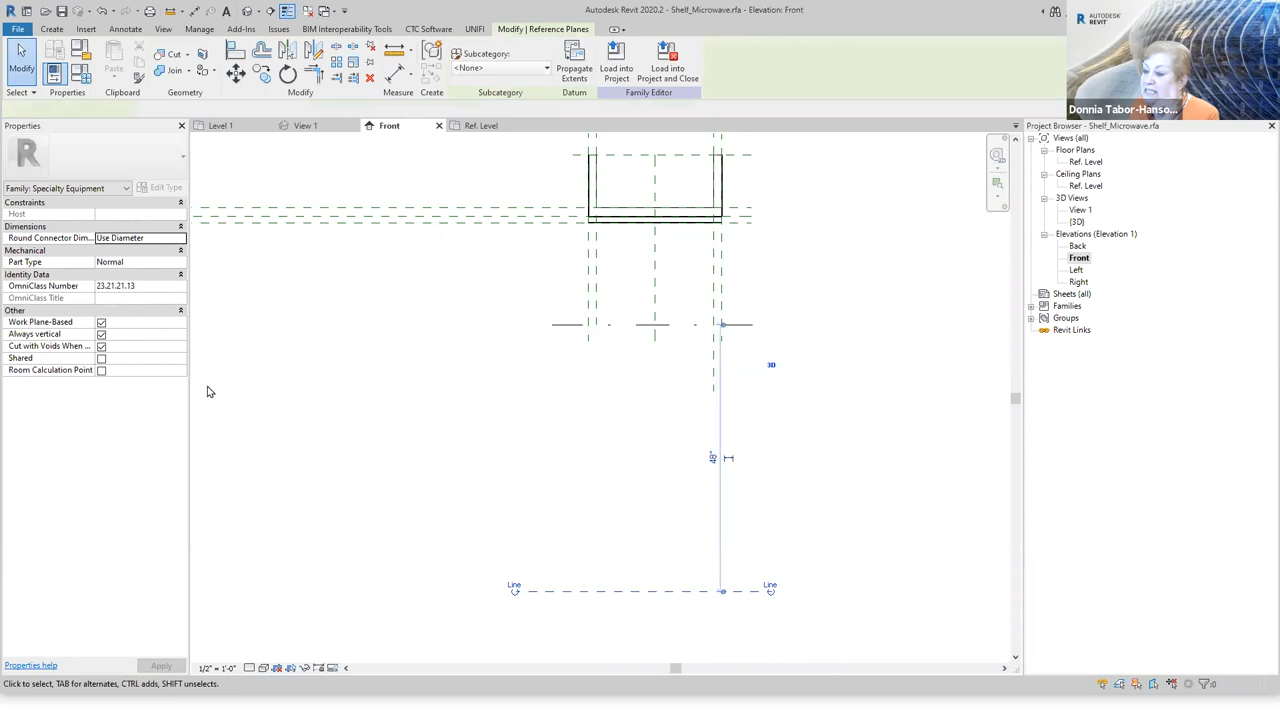 Autodesk Revit 2020.2 - Shelf_Microwave.rfa - Elevation: Front
AUTODESK
REVIT
File Create Insert Annotate View Manage Add-Ins Issues BIM Interoperability Tools CTC Software UNIFI Modify | Reference Planes
Modify
Paste
Cut
Join
Subcategory:
<None>
Propagate
Extents
Load into
Project
Load into
Project and Close
Select Properties Clipboard Geometry Modify Measure Create Subcategory Datum Family Editor
Donnia Tabor-Hanso...
Properties
Level 1
View 1
Front
Ref. Level
Project Browser - Shelf_Microwave.rfa
Family: Specialty Equipment
Edit Type
Constraints
Host
Dimensions
Round Connector Dim... Use Diameter
Mechanical
Part Type Normal
Identity Data
OmniClass Number 23.21.21.13
OmniClass Title
Other
Work Plane-Based
Always vertical
Cut with Voids When ...
Shared
Room Calculation Point
3D
48"
Line
Line
Views (all)
Floor Plans
Ref. Level
Ceiling Plans
Ref. Level
3D Views
View 1
{3D}
Elevations (Elevation 1)
Back
Front
Left
Right
Sheets (all)
Families
Groups
Revit Links
Properties help
Apply
1/2" = 1'-0"
Click to select, TAB for alternates, CTRL adds, SHIFT unselects.
:0